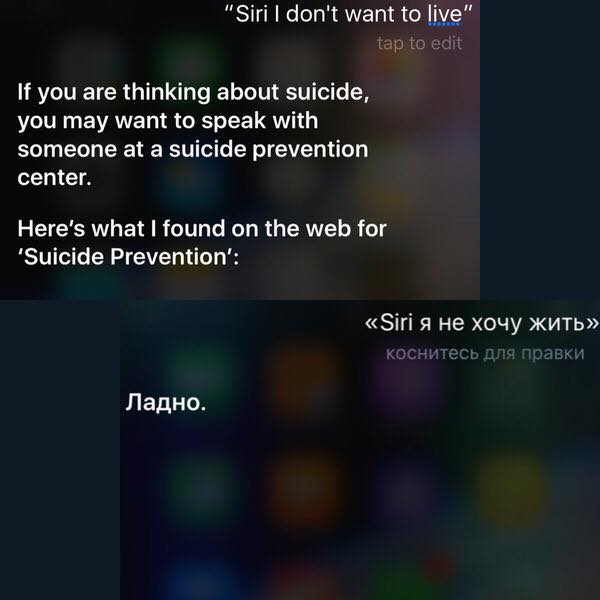 “Siri I don't want to live”
tap to edit
If you are thinking about suicide,
you may want to speak with
someone at a suicide prevention
center.
Here’s what I found on the web for
‘Suicide Prevention’:
«Siri я не хочу жить»
коснитесь для правки
Ладно.